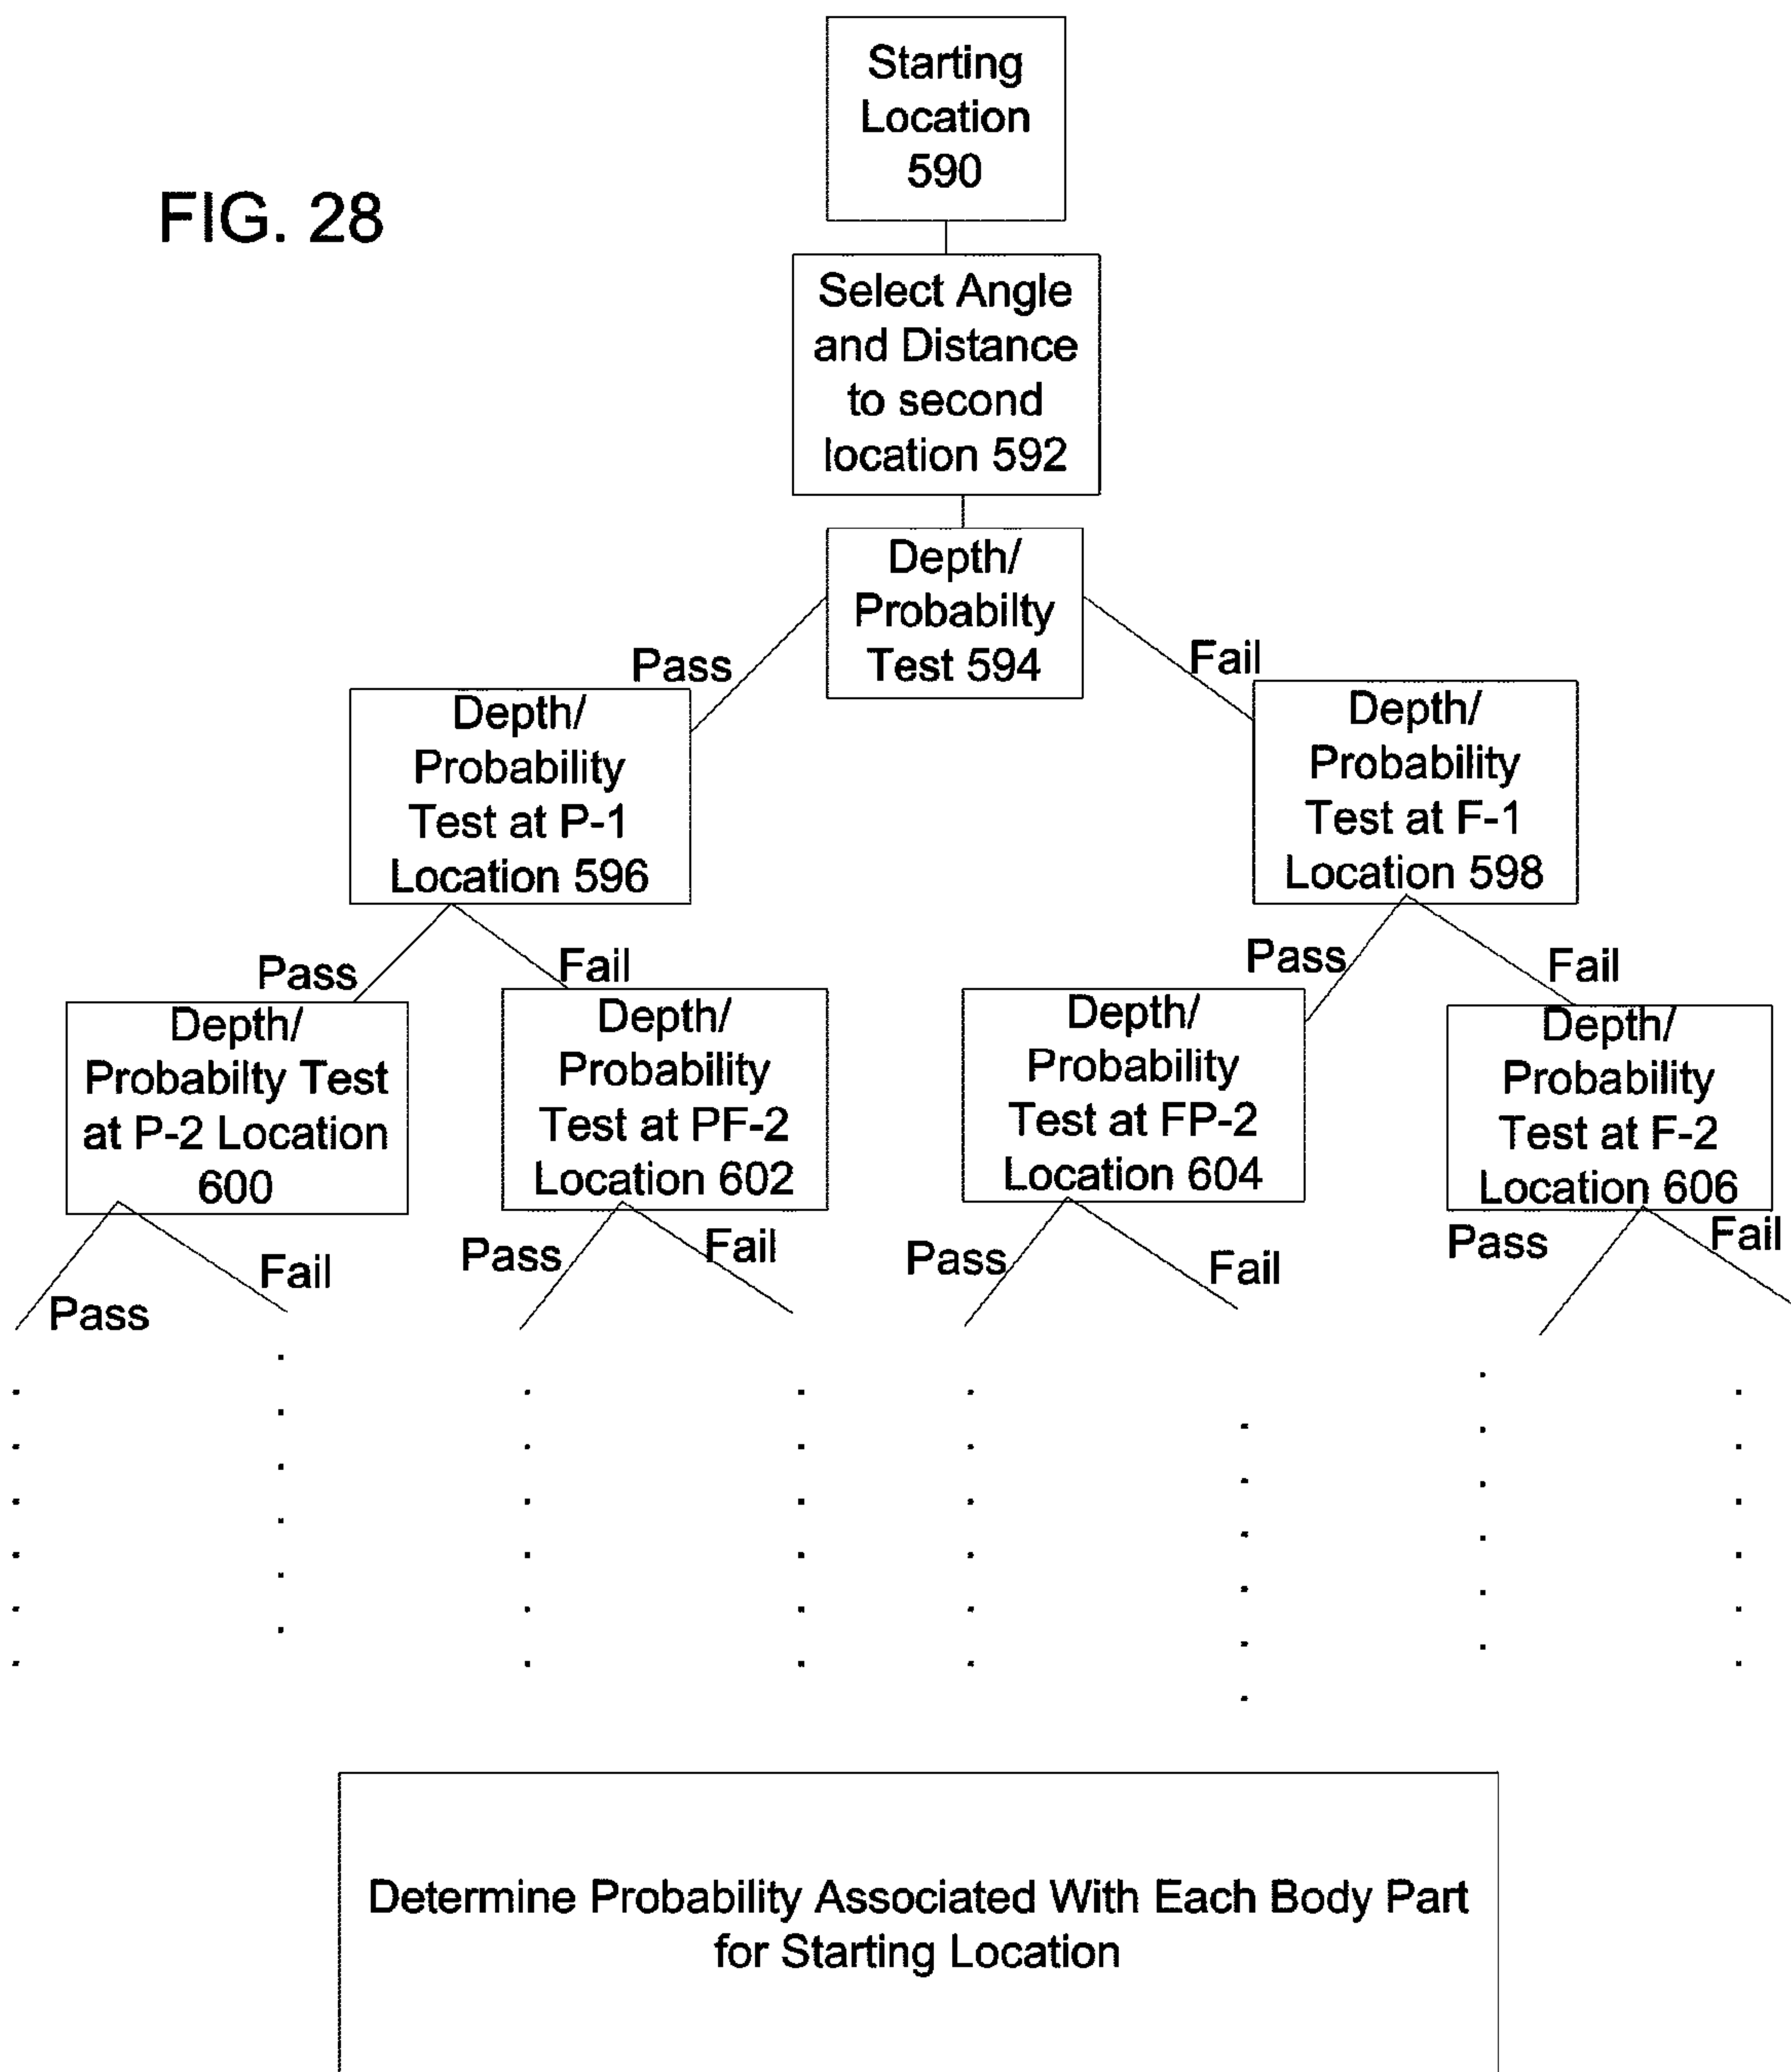 Starting
Location
590
FIG. 28
Select Angle
and Distance
to second
location 592
Depth/
Probabilty
Test 594
Pass
Fail
Depth/
Probability
Test at P-1
Location 596
Depth/
Probability
Test at F-1
Location 598
Pass
Fail
Pass
Fail
Depth/
Probabilty Test
at P-2 Location
600
Depth/
Probability
Test at PF-2
Location 602
Depth/
Probability
Test at FP-2
Location 604
Depth/
Probability
Test at F-2
Location 606
Pass
Fail
Pass
Fail
Pass
Fail
Pass
Fail
Determine Probability Associated With Each Body Part
for Starting Location